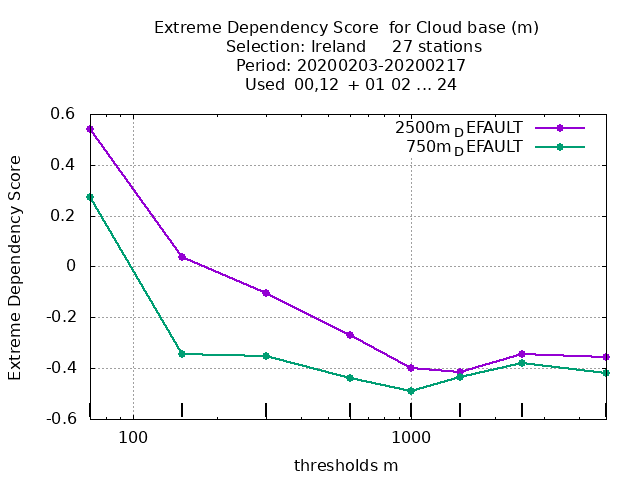 Extreme Dependency Score  for Cloud base (m)
Selection: Ireland     27 stations
Period: 20200203-20200217
Used  00,12  + 01 02 ... 24
2500m DEFAULT
750m DEFAULT
Extreme Dependency Score
0.6
0.4
0.2
0
-0.2
-0.4
-0.6
100
1000
thresholds m